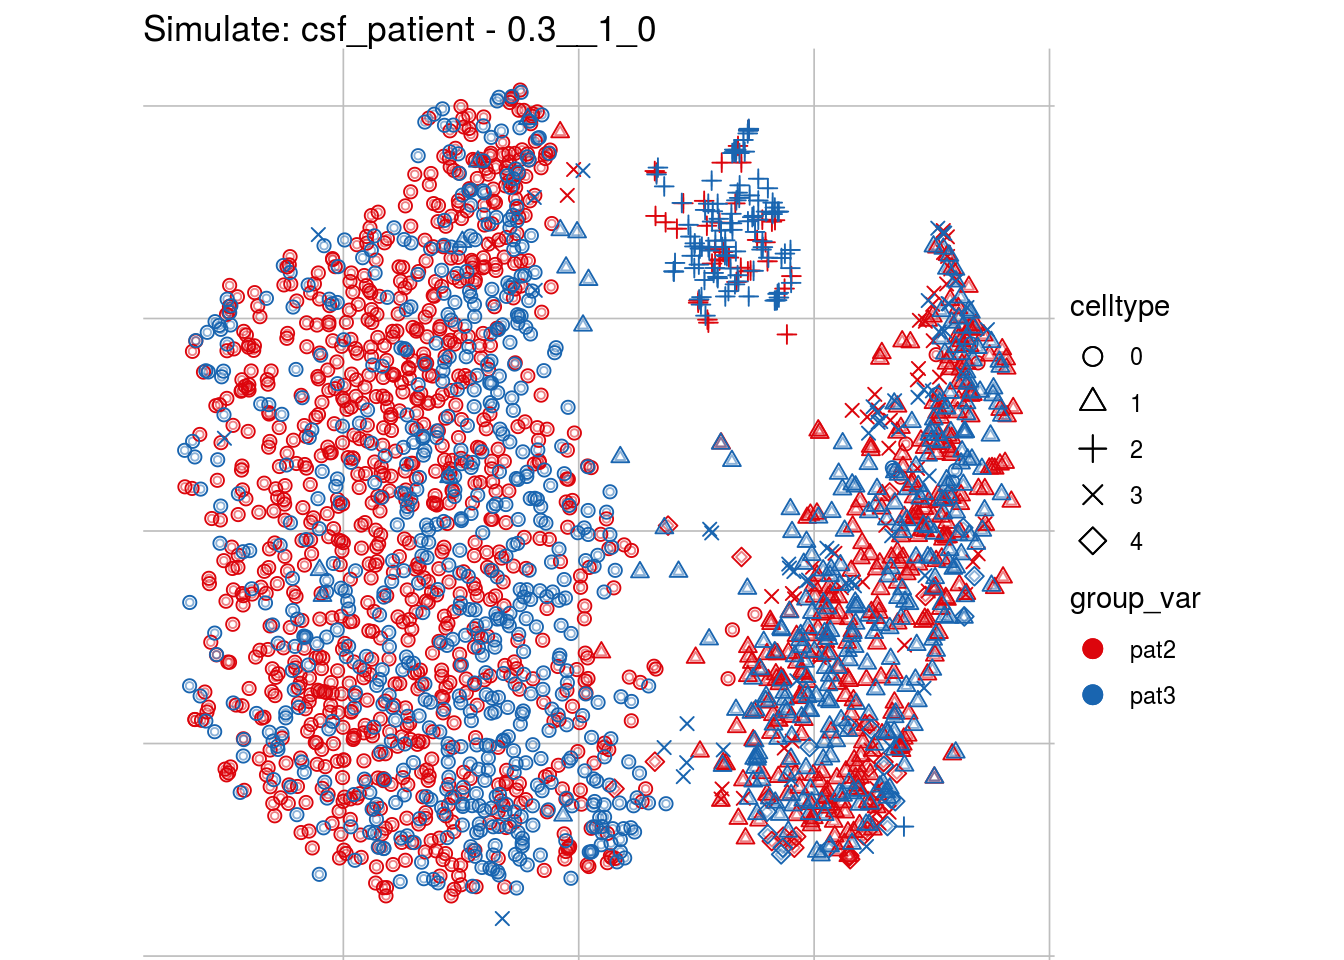 Simulate: csf_patient - 0.3__1_0
celltype
0
1
2
3
4
group_var
pat2
pat3